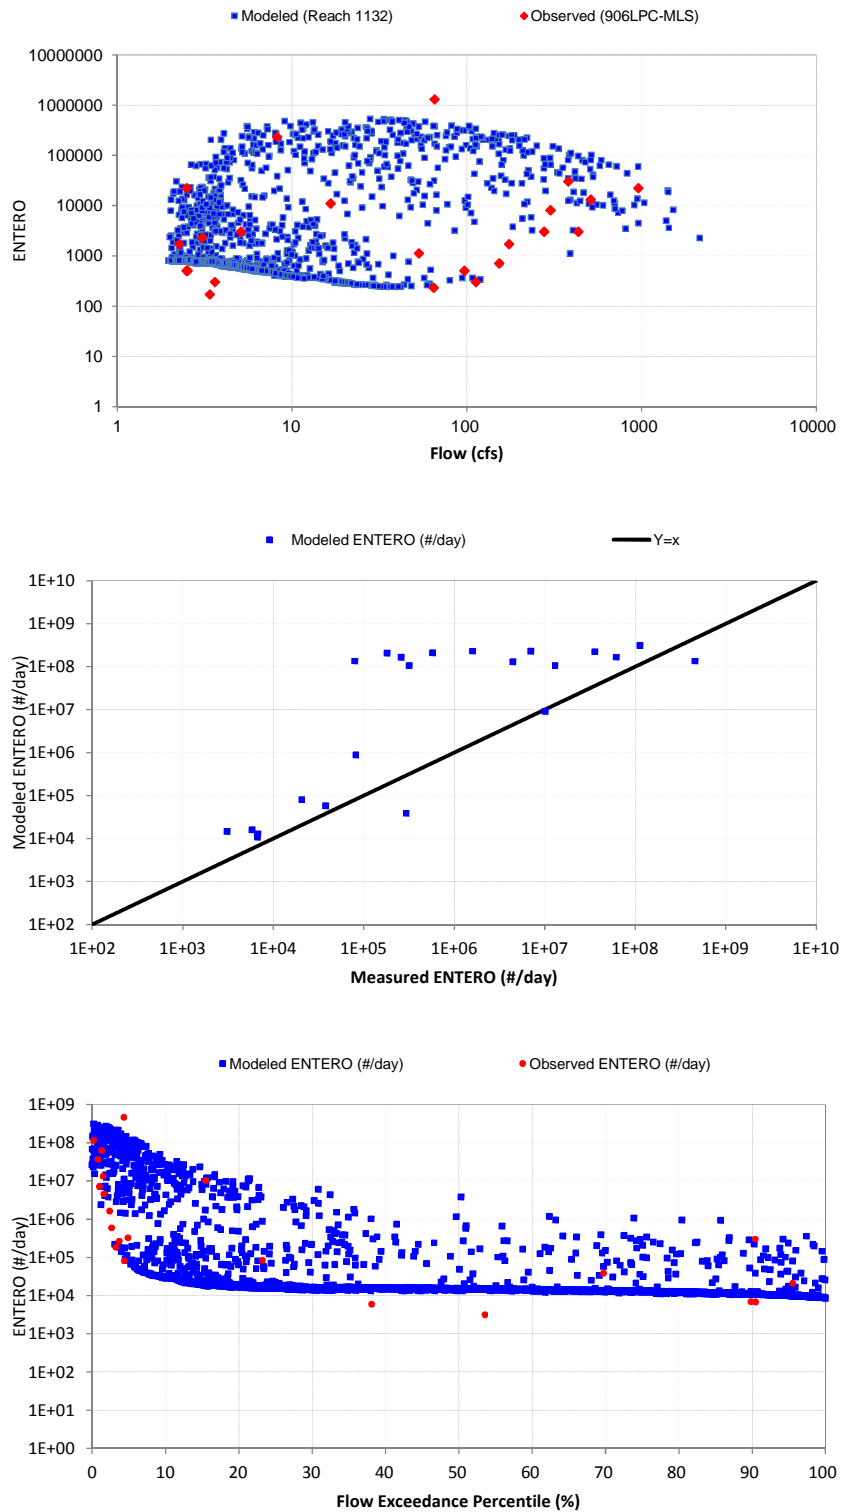 Modeled (Reach 1132) Observed (906LPC-MLS)
10000000
1000000
100000
10000
1000
100
10
1
ENTERO
1 10 100 1000 10000
Flow (cfs)
Modeled ENTERO (#/day) Y=x
1E+10
1E+09
1E+08
1E+07
1E+06
1E+05
1E+04
1E+03
1E+02
Modeled ENTERO (#/day)
1E+02 1E+03 1E+04 1E+05 1E+06 1E+07 1E+08 1E+09 1E+10
Measured ENTERO (#/day)
Modeled ENTERO (#/day) Observed ENTERO (#/day)
1E+09
1E+08
1E+07
1E+06
1E+05
1E+04
1E+03
1E+02
1E+01
1E+00
ENTERO (#/day)
0 10 20 30 40 50 60 70 80 90 100
Flow Exceedance Percentile (%)